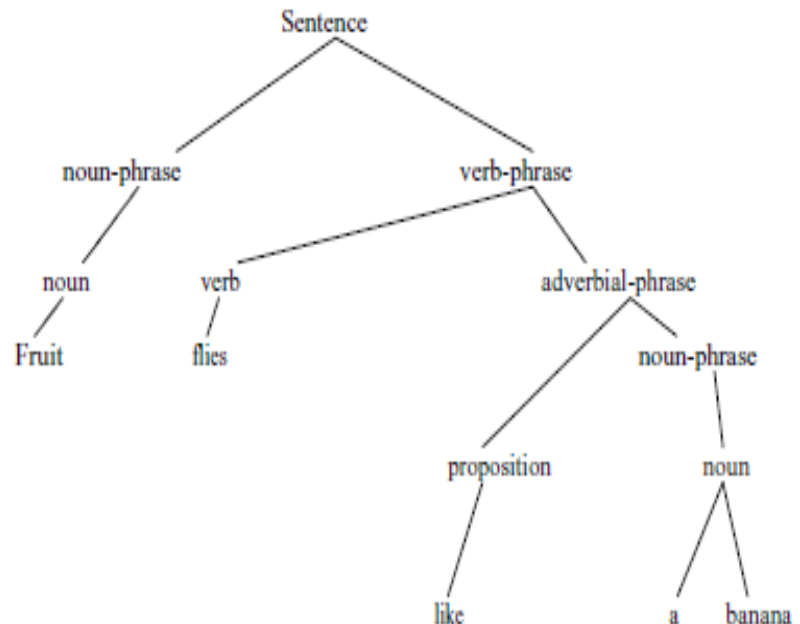 Sentence
noun-phrase verb-phrase
noun verb adverbial-phrase
Fruit flies noun-phrase
proposition noun
like a banana